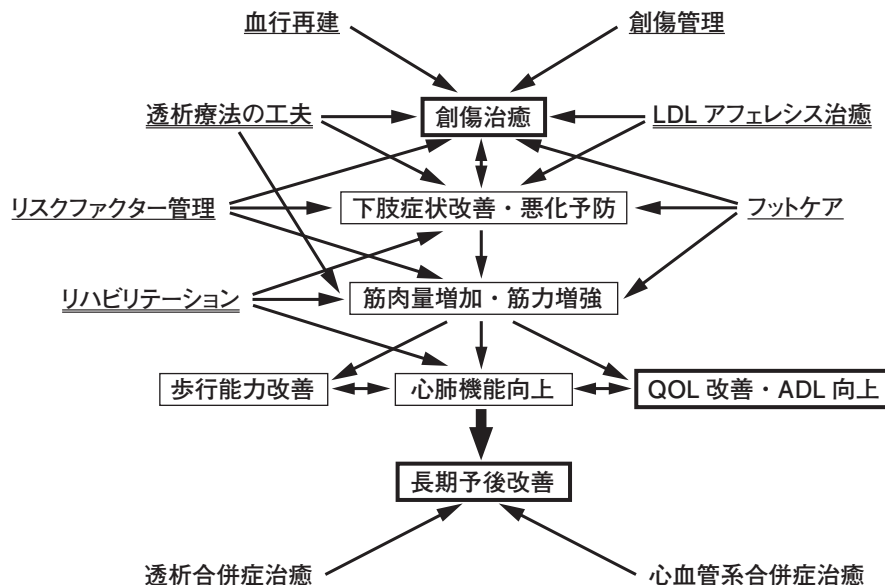 血行再建 創傷管理
透析療法の工夫 創傷治癒 LDL アフェレシス治癒
リスクファクター管理 下肢症状改善・悪化予防 フットケア
リハビリテーション 筋肉量増加・筋力増強
歩行能力改善 心肺機能向上 QOL 改善・ADL 向上
長期予後改善
透析合併症治癒 心血管系合併症治癒